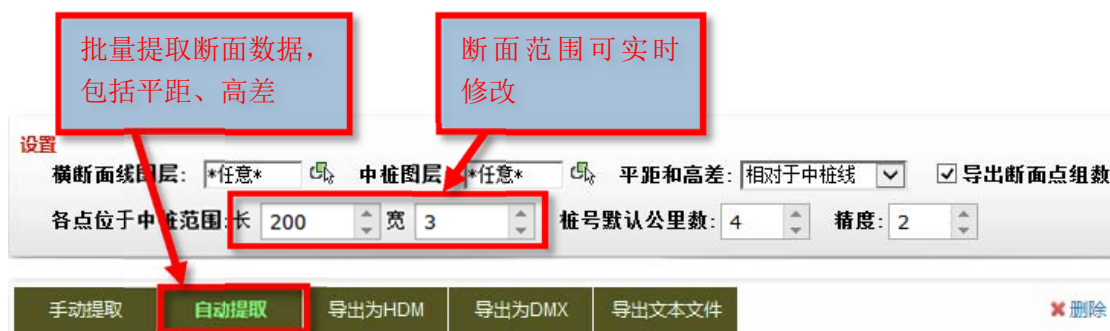 批量提取断面数据，
包括平距、高差
断面范围可实时
修改
设置
横断面线图层: *任意* 中桩图层: *任意* 平距和高差: 相对于中桩线 导出断面点组数
各点位于中桩范围:长 200 宽 3 桩号默认公里数: 4 精度: 2
手动提取 自动提取 导出为HDM 导出为DMX 导出文本文件 删除